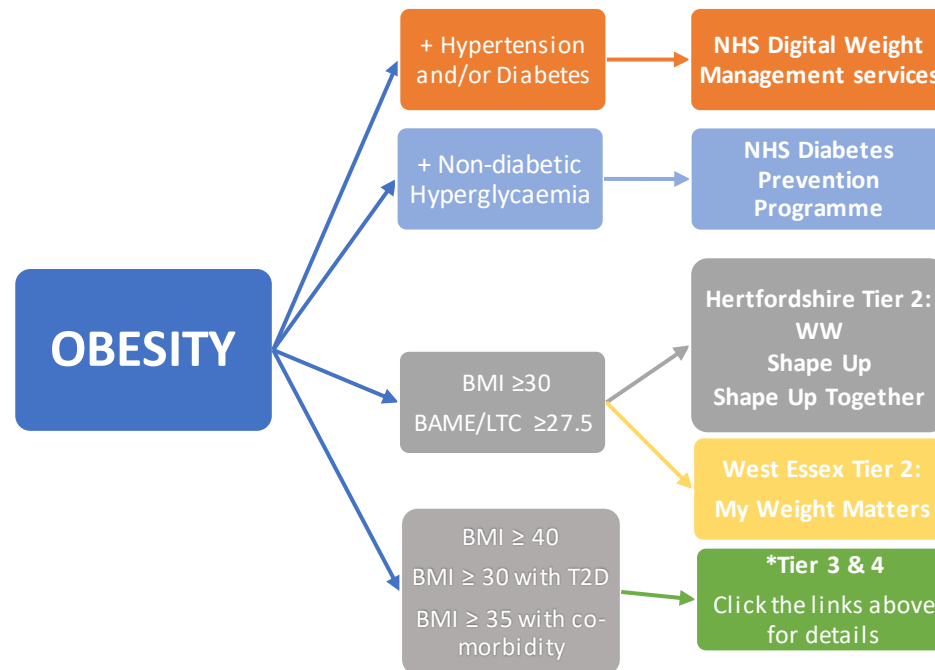 + Hypertension
and/or Diabetes
NHS Digital Weight
Management services
+ Non-diabetic
Hyperglycaemia
NHS Diabetes
Prevention
Programme
OBESITY
BMI ≥30
BAME/LTC ≥27.5
Hertfordshire Tier 2:
WW
Shape Up
Shape Up Together
West Essex Tier 2:
My Weight Matters
BMI ≥ 40
BMI ≥ 30 with T2D
BMI ≥ 35 with co-
morbidity
*Tier 3 & 4
Click the links above
for details